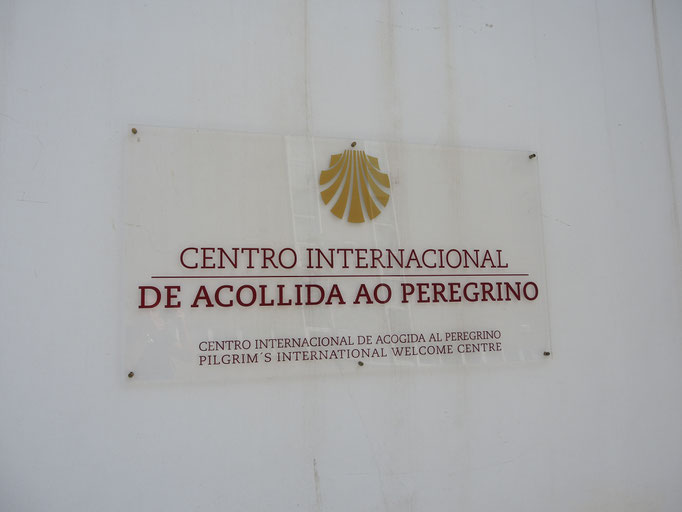 CENTRO INTERNACIONAL
DE ACOLLIDA AO PEREGRINO
CENTRO INTERNACIONAL DE ACOGIDA AL PEREGRINO
PILGRIM´S INTERNATIONAL WELCOME CENTRE